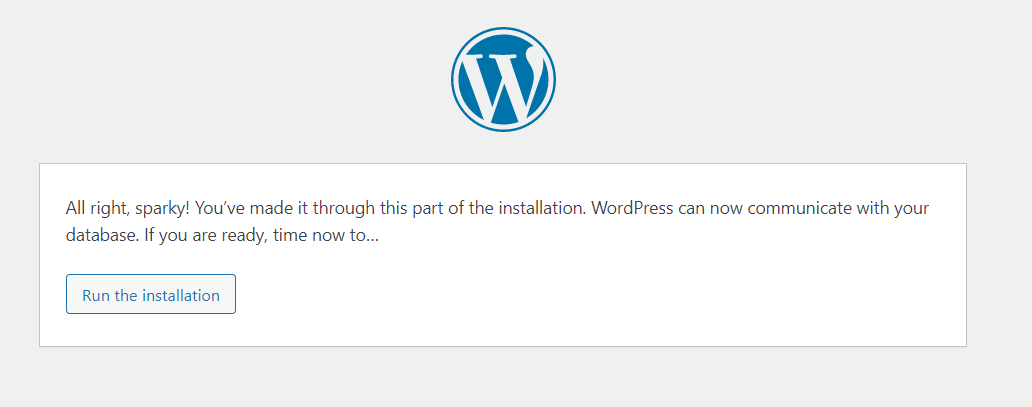 All right, sparky! You’ve made it through this part of the installation. WordPress can now communicate with your
database. If you are ready, time now to…
Run the installation